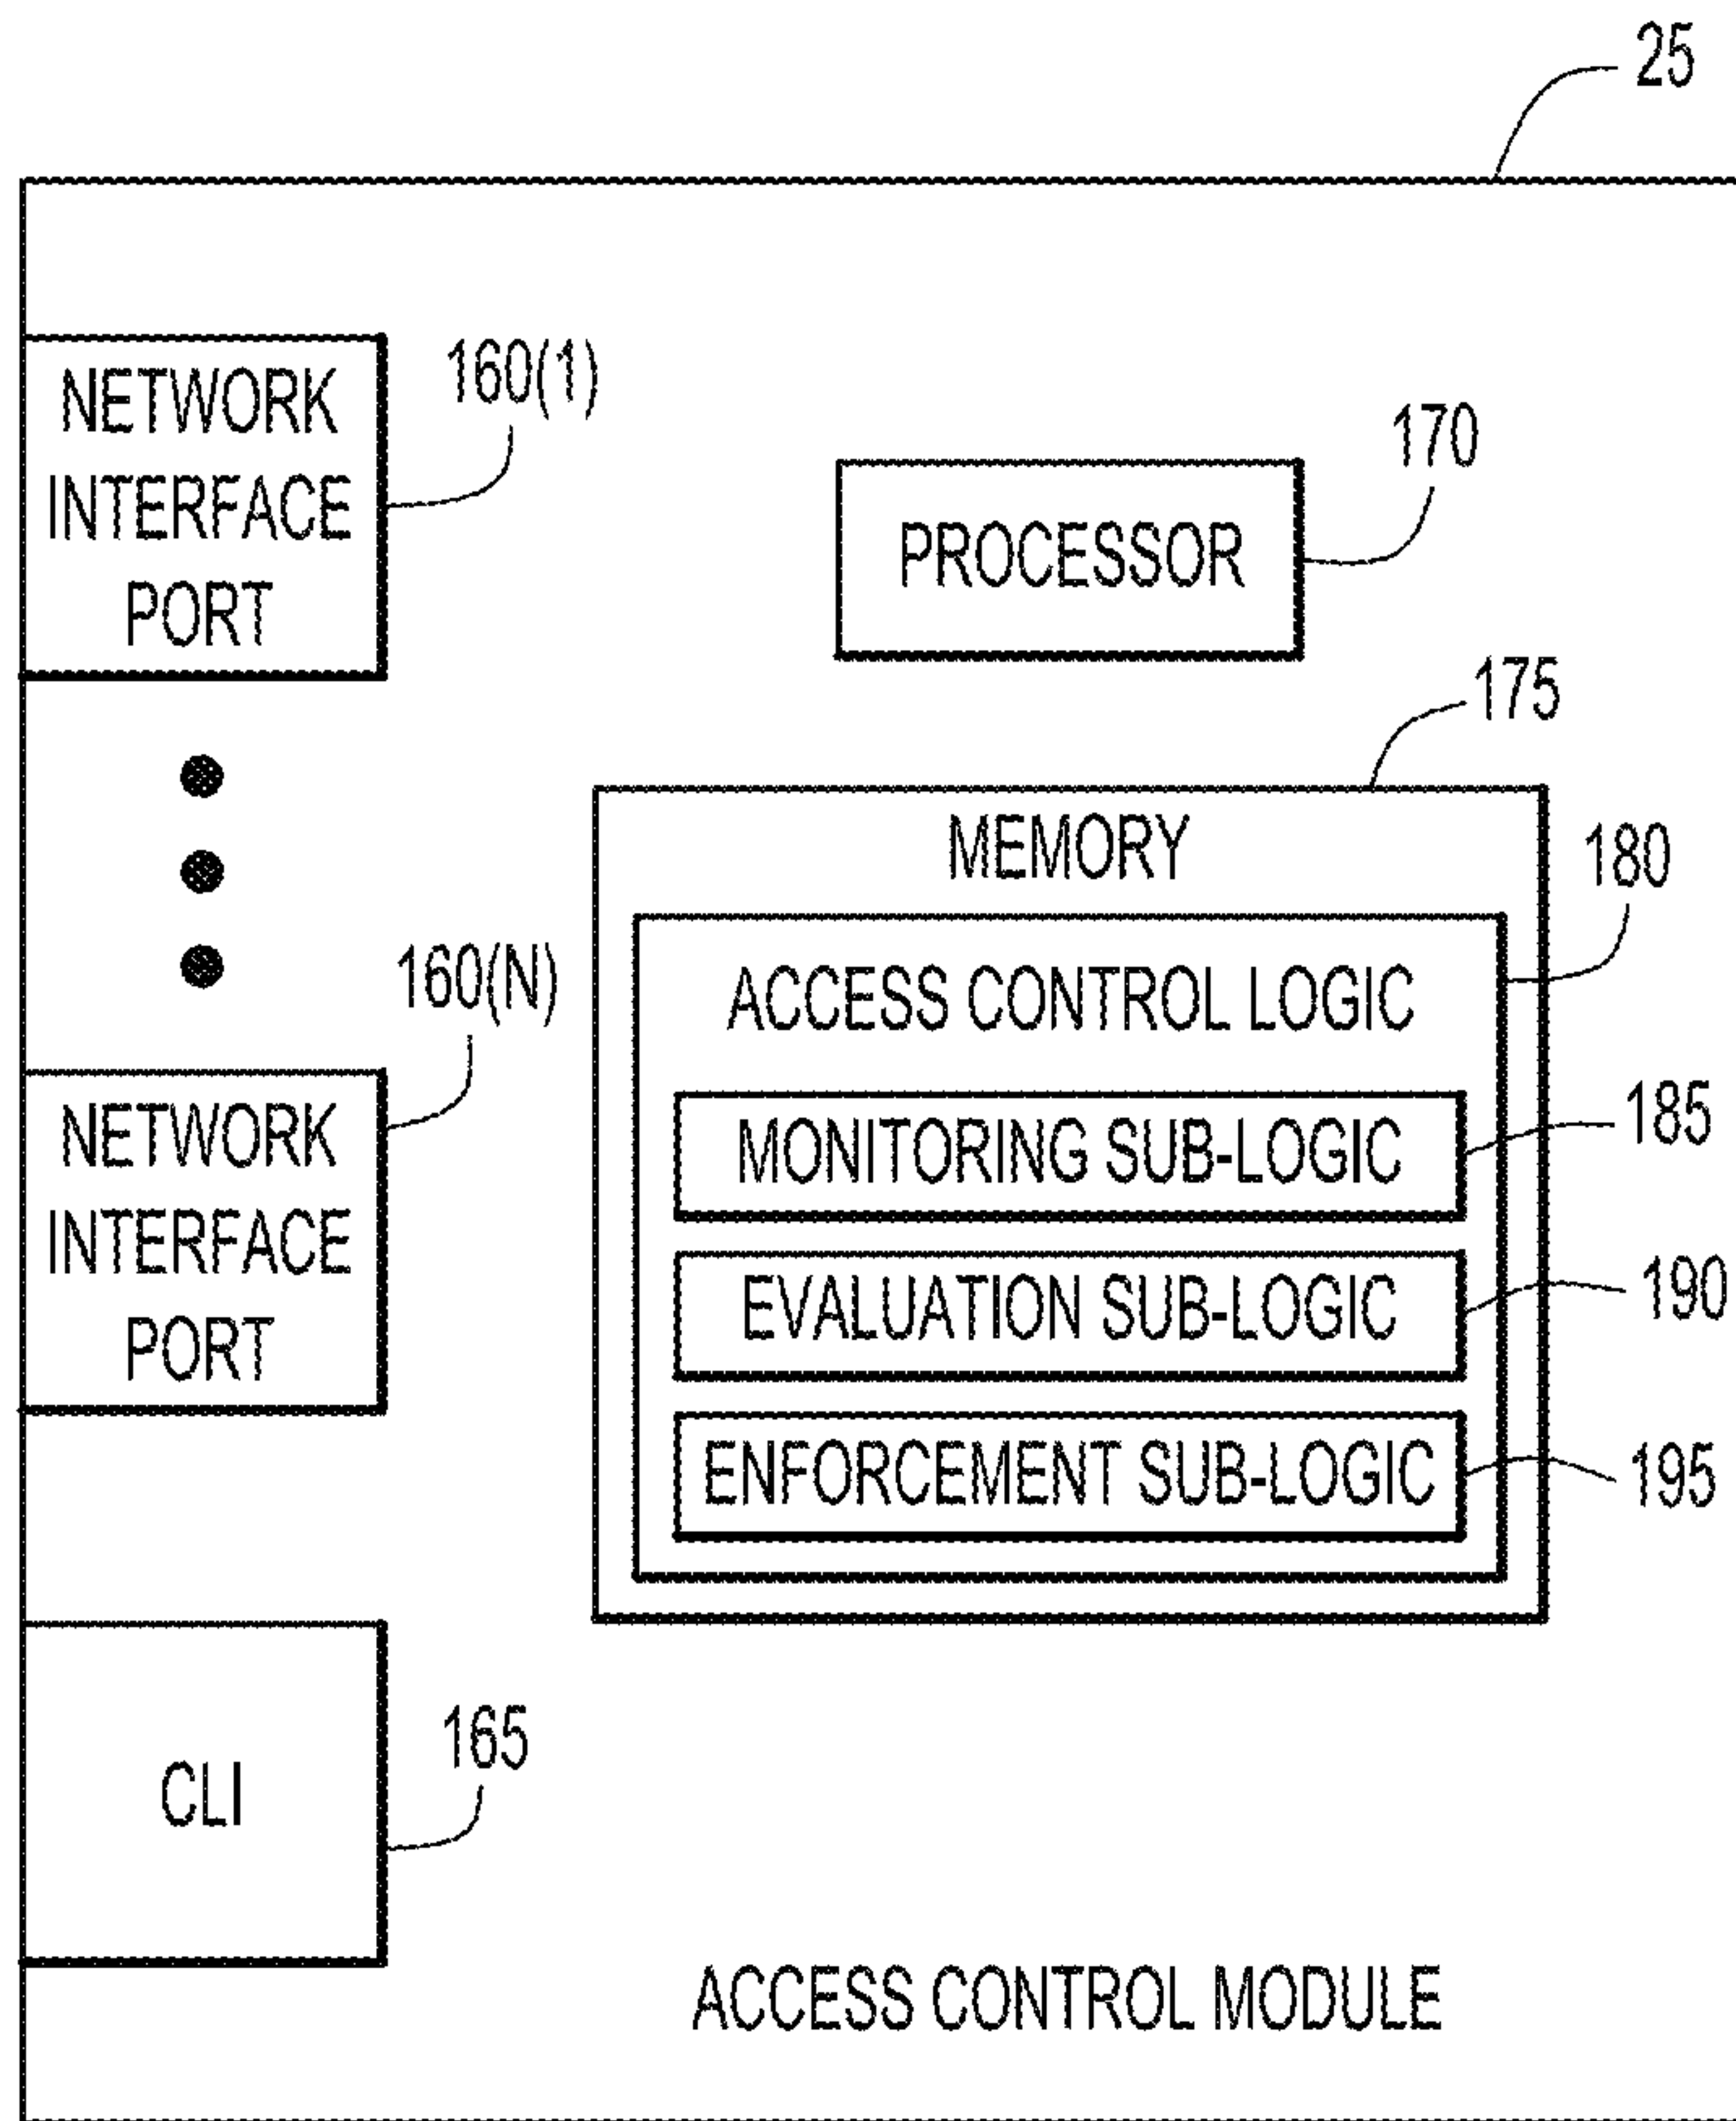 25
NETWORK
INTERFACE
PORT
160(1)
PROCESSOR
170
175
MEMORY
180
ACCESS CONTROL LOGIC
160(N)
NETWORK
INTERFACE
PORT
MONITORING SUB-LOGIC
185
EVALUATION SUB-LOGIC
190
ENFORCEMENT SUB-LOGIC
195
CLI
165
ACCESS CONTROL MODULE